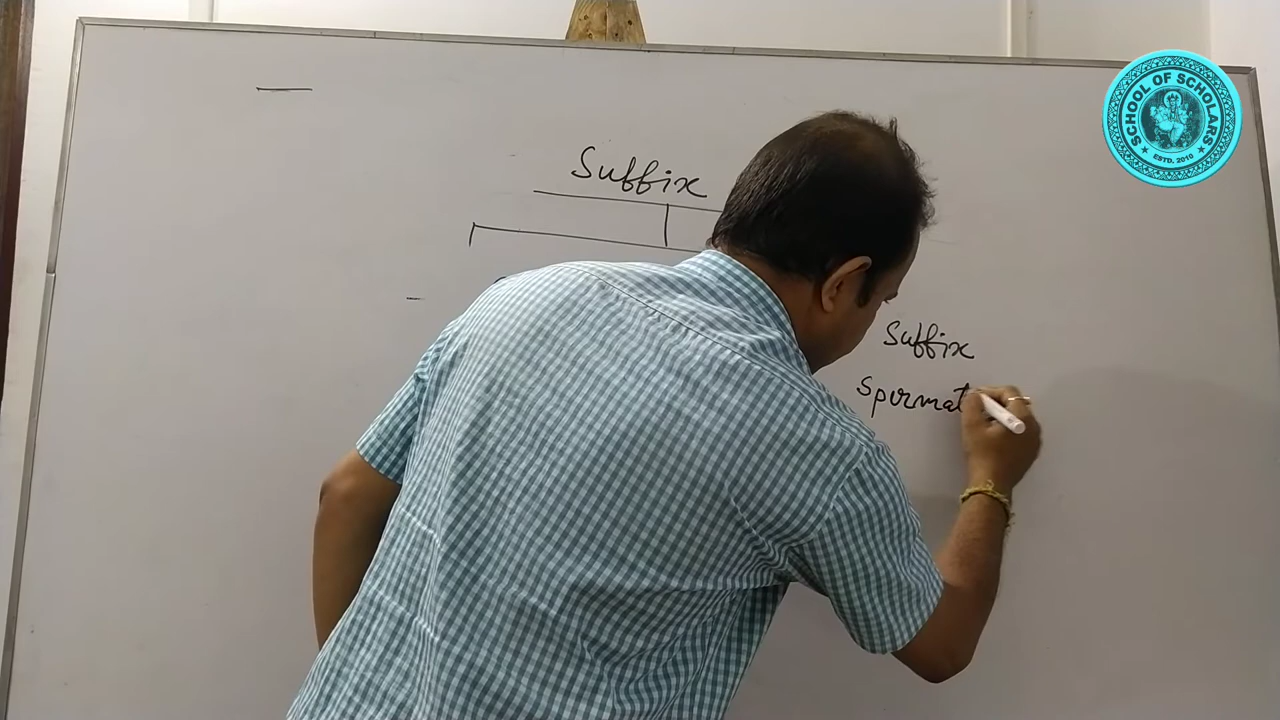 SCHOOL OF SCHOLARS
ESTD. 2010
Suffix
Suffix
Spermat